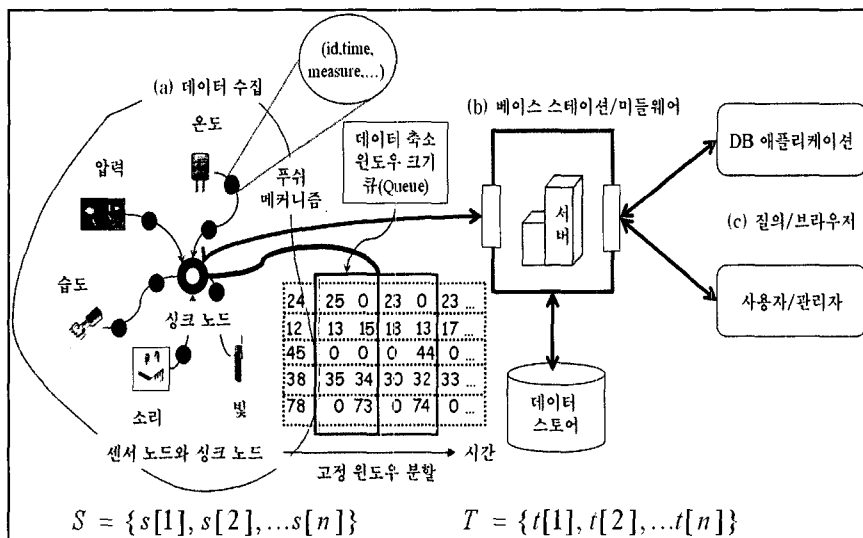 (id,time,
measure,...)
(a) 데이터 수집
온도
압력
습도
소리
빛
싱크 노드
센서 노드와 싱크 노드
푸쉬
메커니즘
데이터 축소
윈도우 크기
큐(Queue)
24 25 0 23 0 23 ...
12 13 15 18 13 17 ...
45 0 0 0 44 0 ...
38 35 34 30 32 33 ...
78 0 73 0 74 0 ...
시간
고정 윈도우 분할
(b) 베이스 스테이션/미들웨어
서버
데이터
스토어
DB 애플리케이션
(c) 질의/브라우저
사용자/관리자
S = {s[1], s[2],...s[n]}
T = {t[1], t[2],...t[n]}